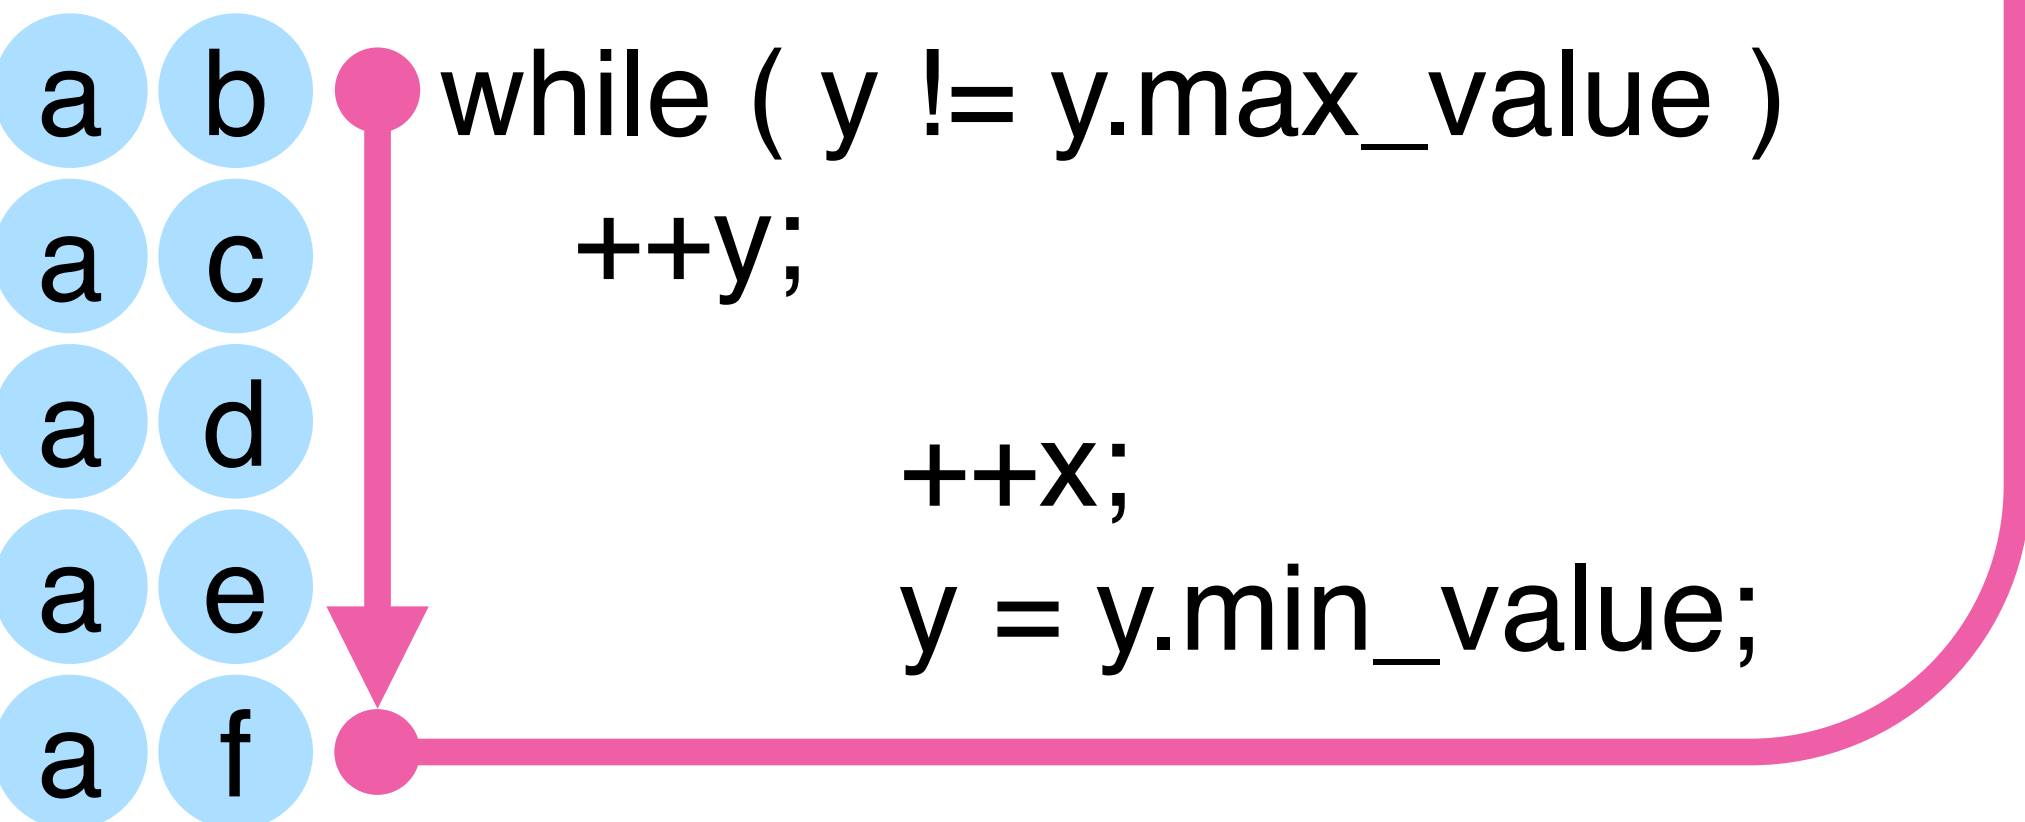 a b while ( y != y.max_value )
a c ++y;
a d
++x;
a e y = y.min_value;
a f